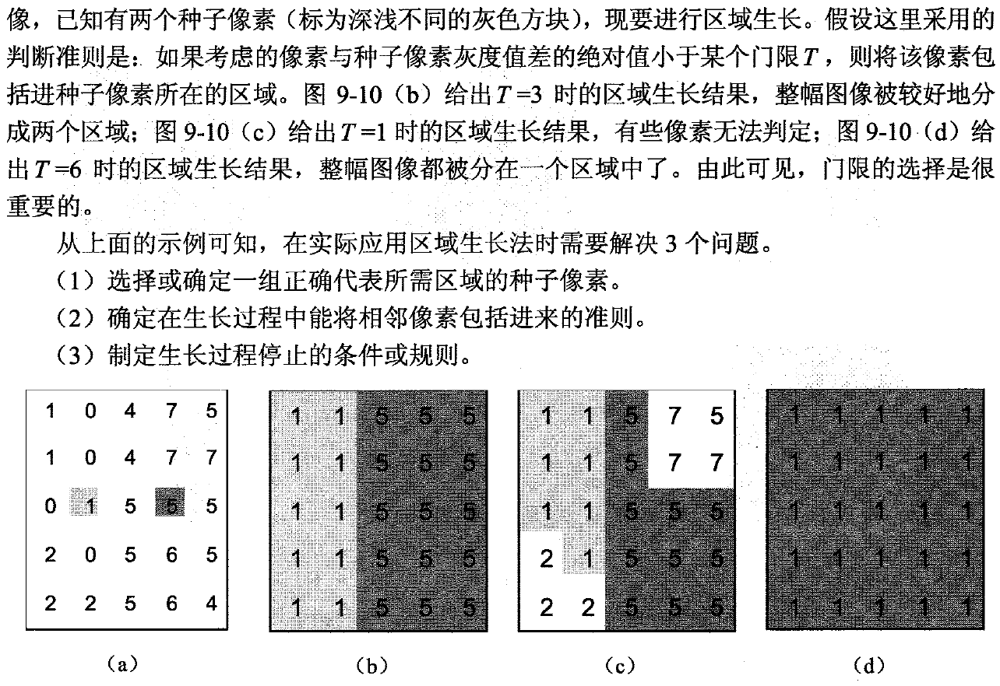 像，已知有两个种子像素（标为深浅不同的灰色方块），现要进行区域生长。假设这里采用的
判断准则是：如果考虑的像素与种子像素灰度值差的绝对值小于某个门限T，则将该像素包
括进种子像素所在的区域。图 9-10（b）给出T=3 时的区域生长结果，整幅图像被较好地分
成两个区域；图 9-10（c）给出T=1 时的区域生长结果，有些像素无法判定；图 9-10（d）给
出T=6 时的区域生长结果，整幅图像都被分在一个区域中了。由此可见，门限的选择是很
重要的。
从上面的示例可知，在实际应用区域生长法时需要解决 3 个问题。
（1）选择或确定一组正确代表所需区域的种子像素。
（2）确定在生长过程中能将相邻像素包括进来的准则。
（3）制定生长过程停止的条件或规则。
1 0 4 7 5 1 1 5 5 5 1 1 5 7 5 1 1 1 1 1
1 0 4 7 7 1 1 5 5 5 1 1 5 7 7 1 1 1 1 1
0 1 5 5 5 1 1 5 5 5 1 1 5 5 5 1 1 1 1 1
2 0 5 6 5 1 1 5 5 5 2 1 5 5 5 1 1 1 1 1
2 2 5 6 4 1 1 5 5 5 2 2 5 5 5 1 1 1 1 1
（a） （b） （c） （d）